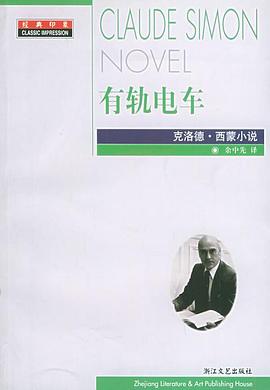 经典印象
CLASSIC IMPRESSION
CLAUDE SIMON
NOVEL
有轨电车
克洛德·西蒙小说
余中先 译
浙江文艺出版社
Zhejiang Literature & Art Publishing House